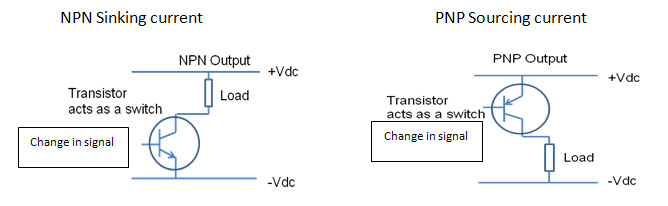 NPN Sinking current
NPN Output
+Vdc
Transistor
acts as a switch
Load
Change in signal
-Vdc
PNP Sourcing current
PNP Output
+Vdc
Transistor
acts as a switch
Change in signal
Load
-Vdc